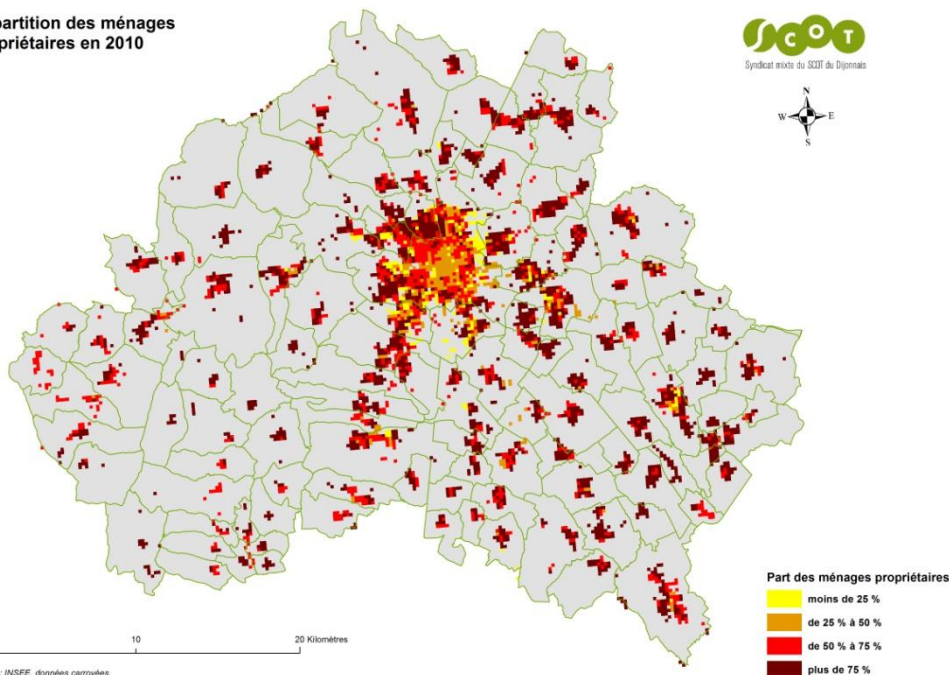 partition des ménages
priétaires en 2010
SCOT
Syndicat mixte du SCOT du Dijonnais
N
W E
S
Part des ménages propriétaires
moins de 25 %
de 25 % à 50 %
de 50 % à 75 %
plus de 75 %
10 20 Kilomètres
: INSEE, données carroyées